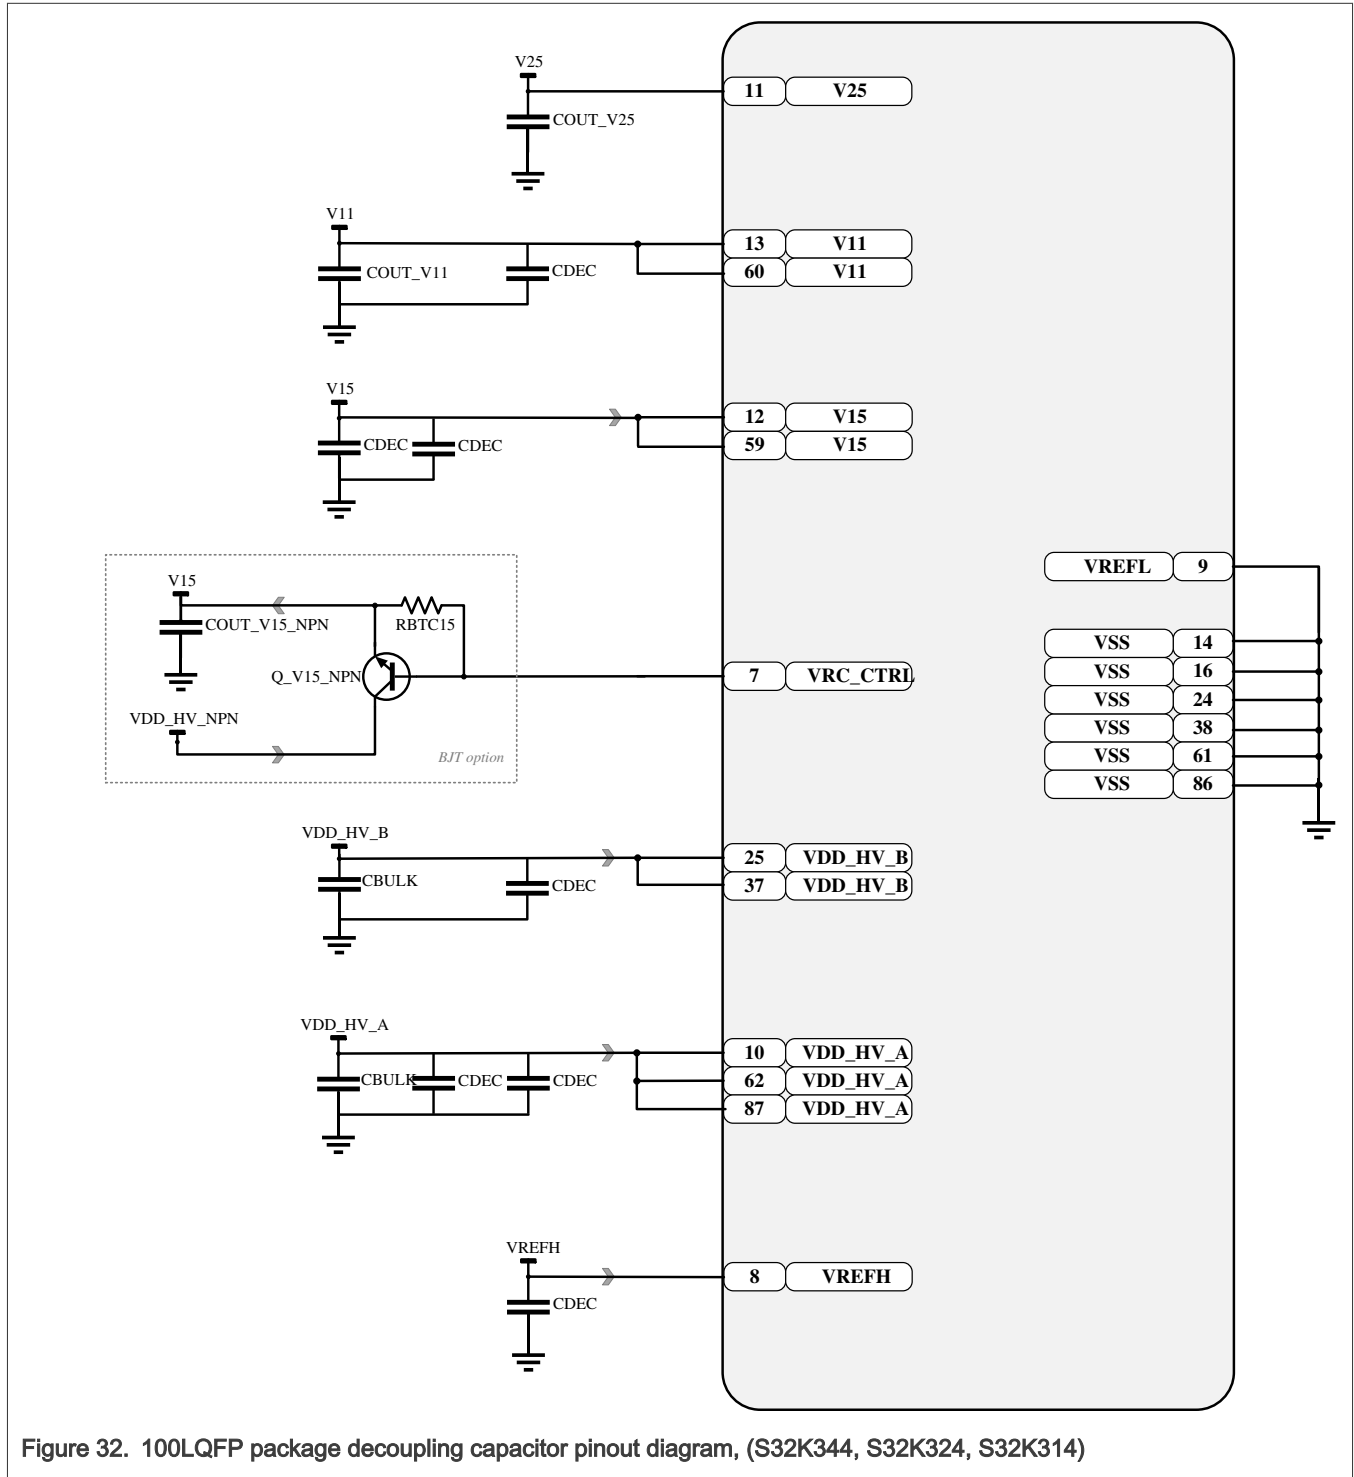 V25
11 V25
COUT_V25
V11
13 V11
COUT_V11 CDEC
60 V11
V15
12 V15
CDEC CDEC
59 V15
VREFL 9
V15
COUT_V15_NPN
RBTC15
VSS 14
Q_V15_NPN
7 VRC_CTRL
VSS 16
VSS 24
VDD_HV_NPN
VSS 38
BJT option
VSS 61
VSS 86
VDD_HV_B
25 VDD_HV_B
CBULK CDEC
37 VDD_HV_B
VDD_HV_A
10 VDD_HV_A
CBULK CDEC CDEC
62 VDD_HV_A
87 VDD_HV_A
VREFH
8 VREFH
CDEC
Figure 32. 100LQFP package decoupling capacitor pinout diagram, (S32K344, S32K324, S32K314)